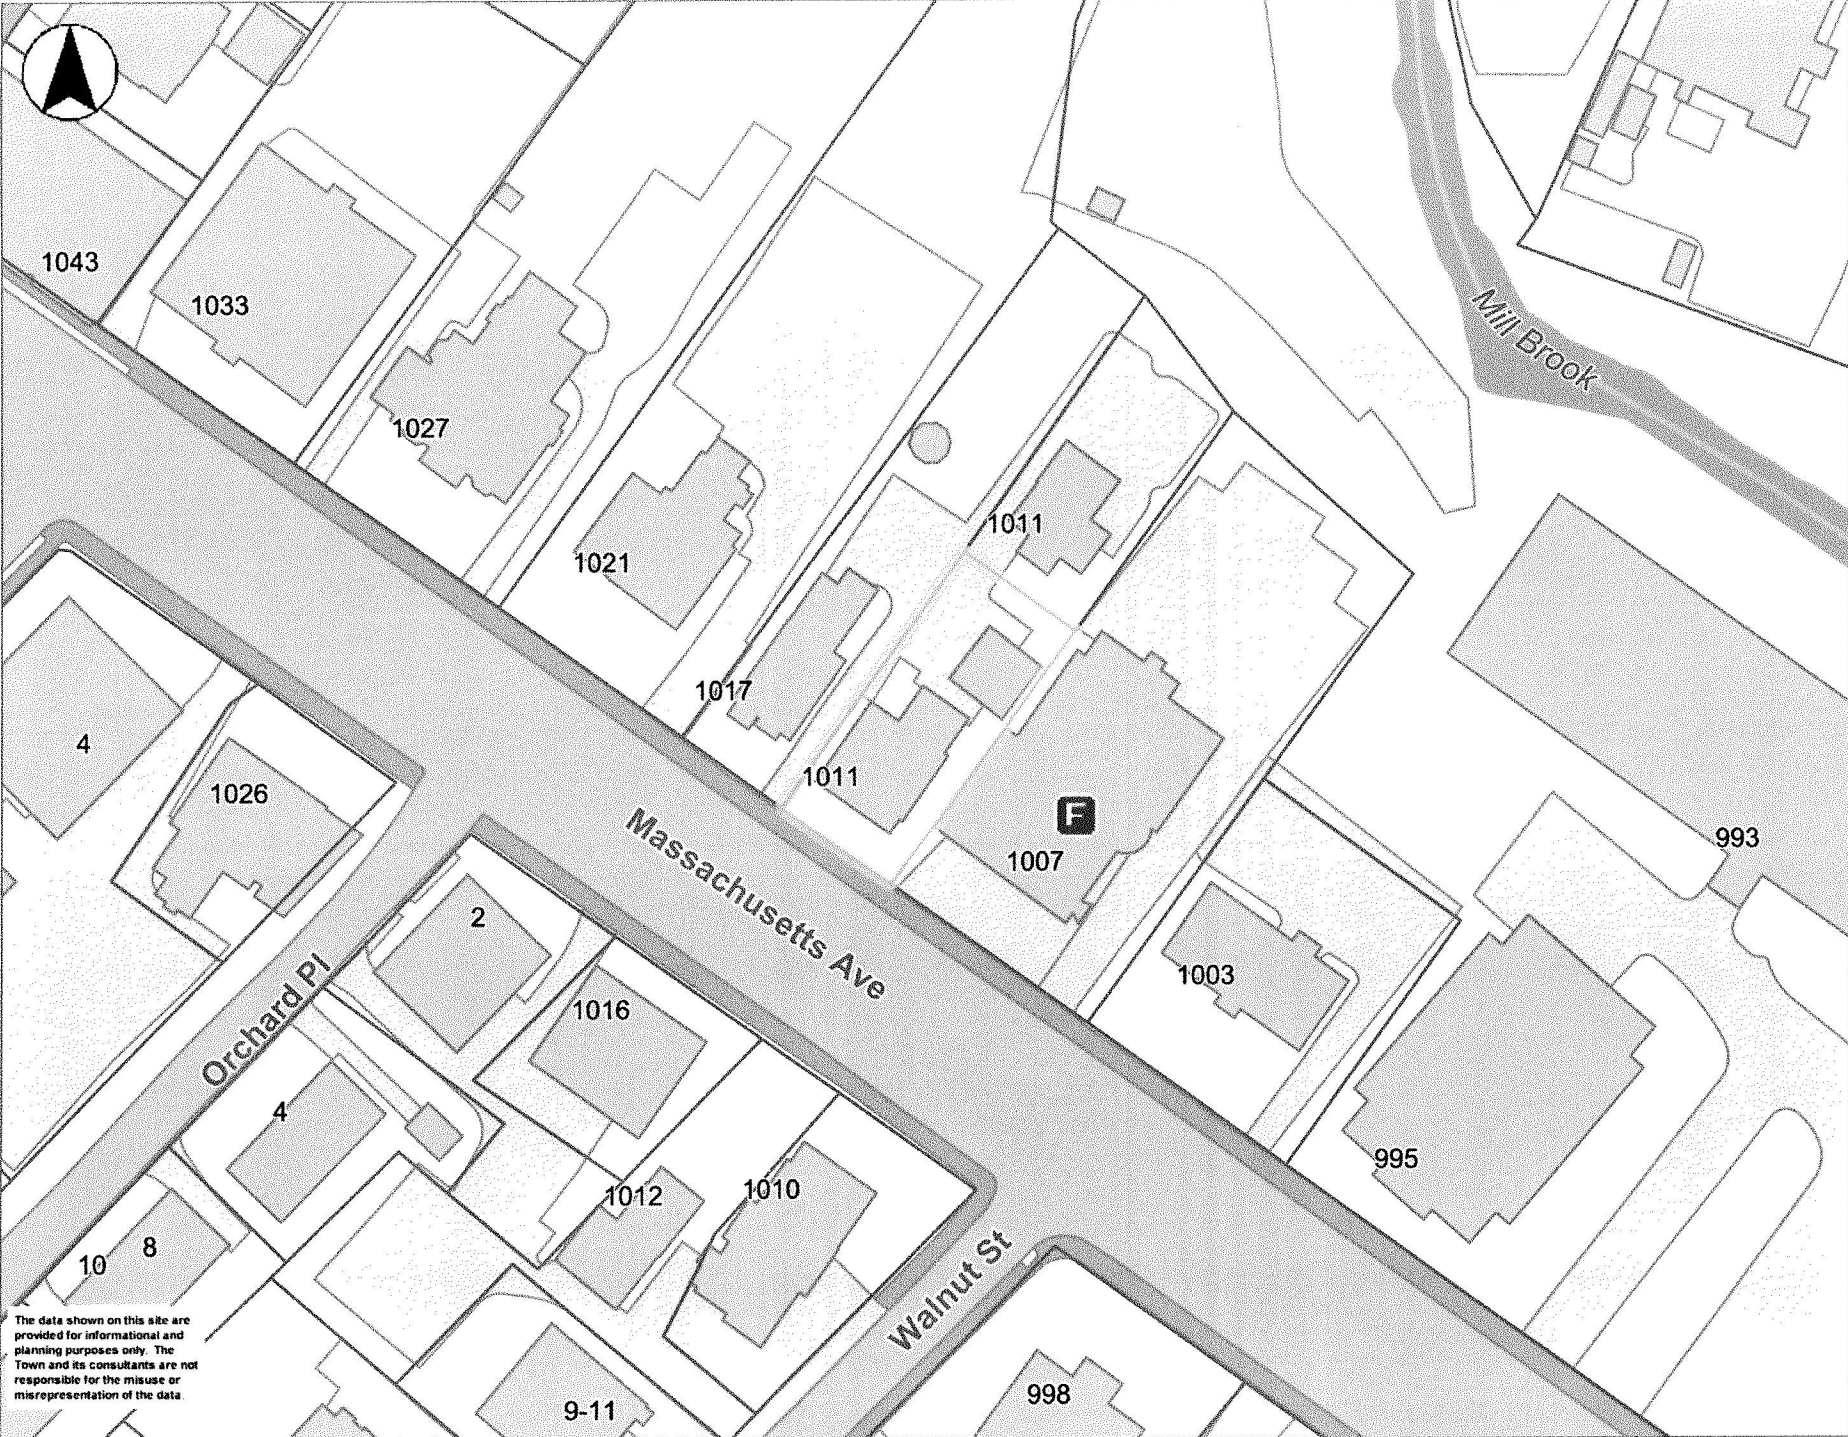 1043
1033
1027
1021
1011
1017
1011
1007
F
1003
993
995
Mill Brook
Massachusetts Ave
Orchard Pl
Walnut St
4
1026
2
1016
4
1012
1010
10
8
9-11
998
The data shown on this site are
provided for informational and
planning purposes only. The
Town and its consultants are not
responsible for the misuse or
misrepresentation of the data.